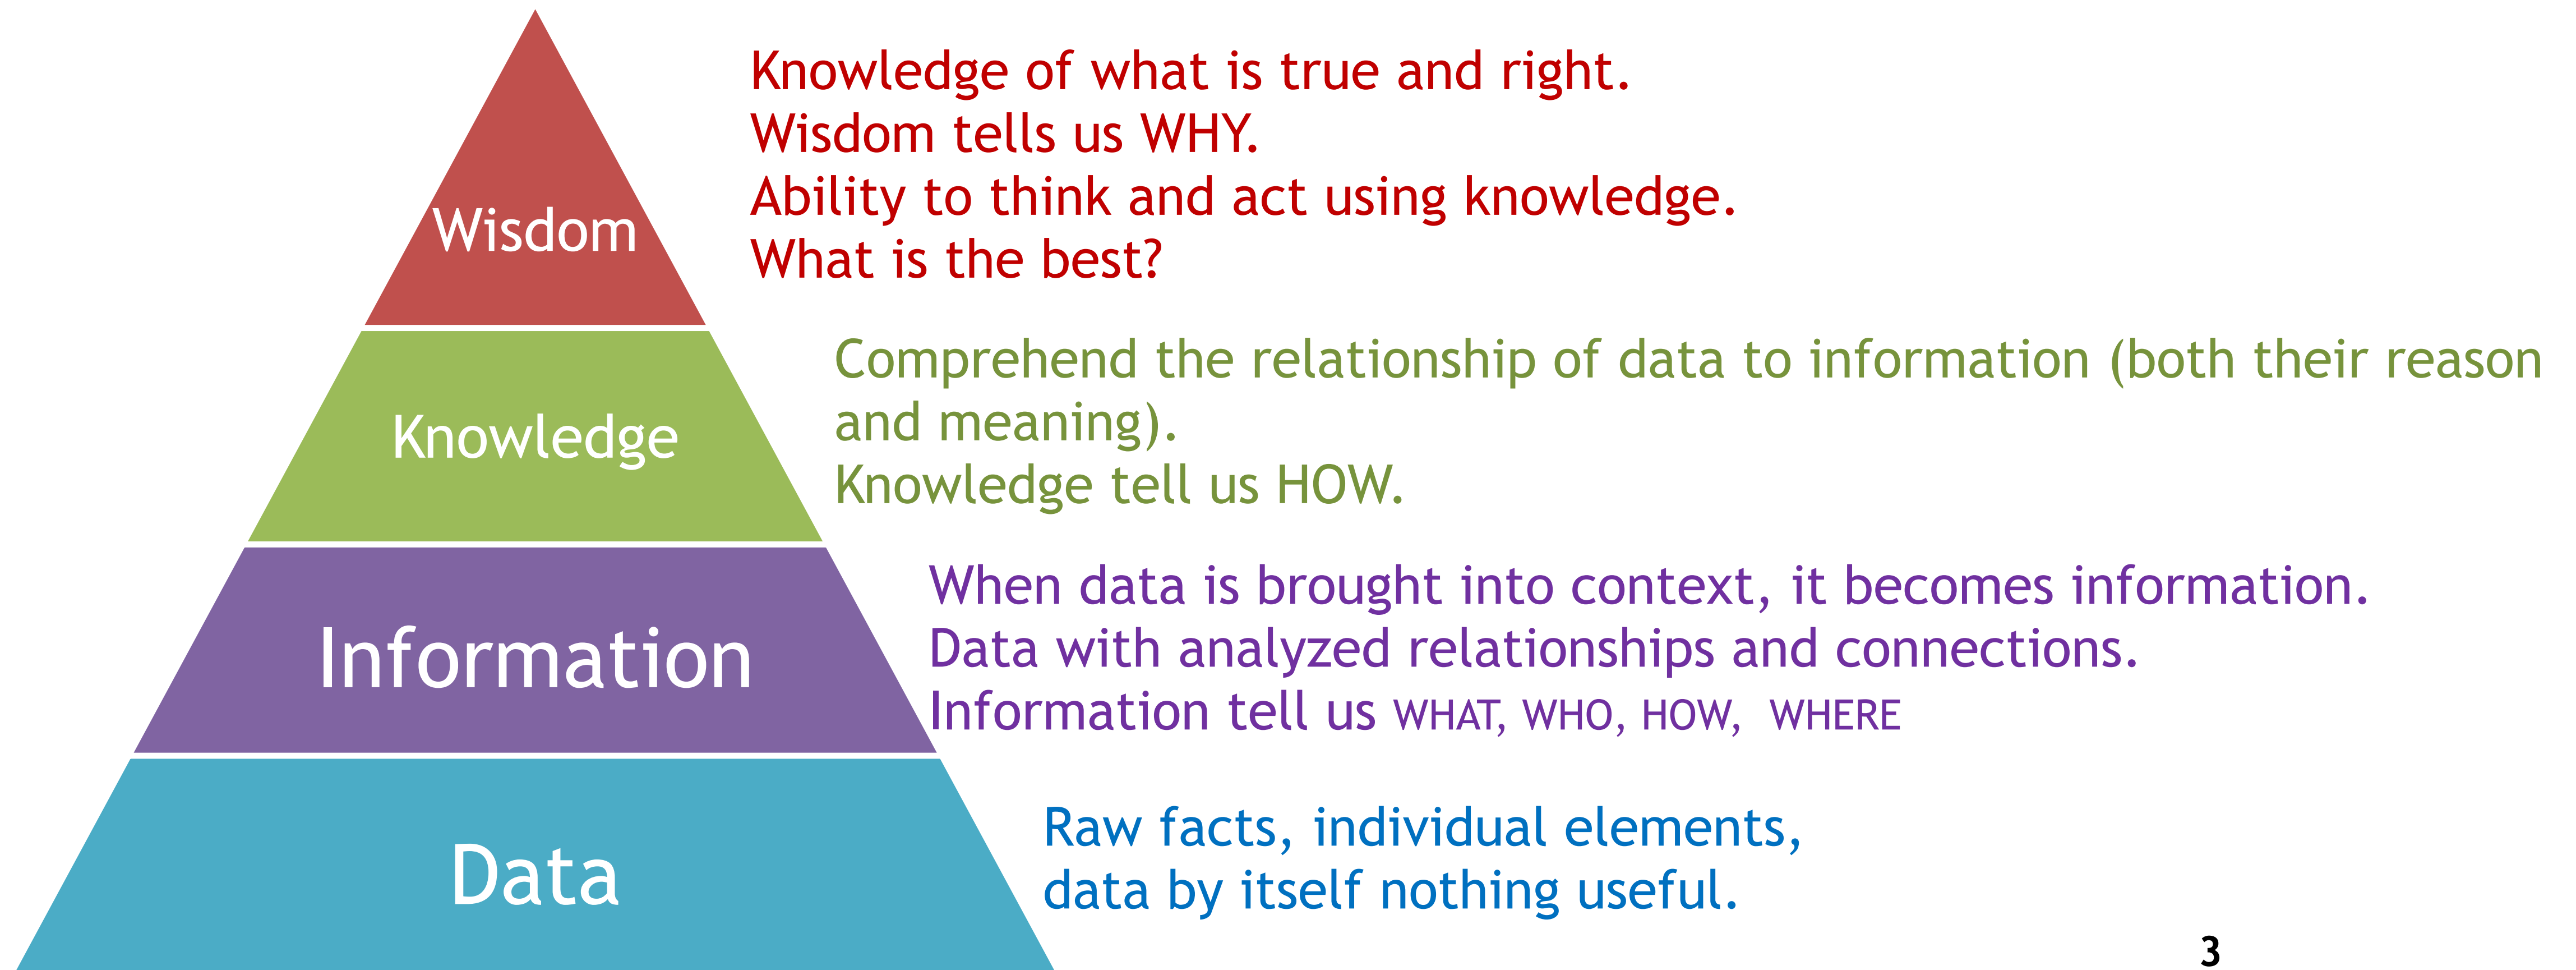 Wisdom
Knowledge of what is true and right.
Wisdom tells us WHY.
Ability to think and act using knowledge.
What is the best?
Knowledge
Comprehend the relationship of data to information (both their reason
and meaning).
Knowledge tell us HOW.
Information
When data is brought into context, it becomes information.
Data with analyzed relationships and connections.
Information tell us WHAT, WHO, HOW,  WHERE
Data
Raw facts, individual elements,
data by itself nothing useful.
3